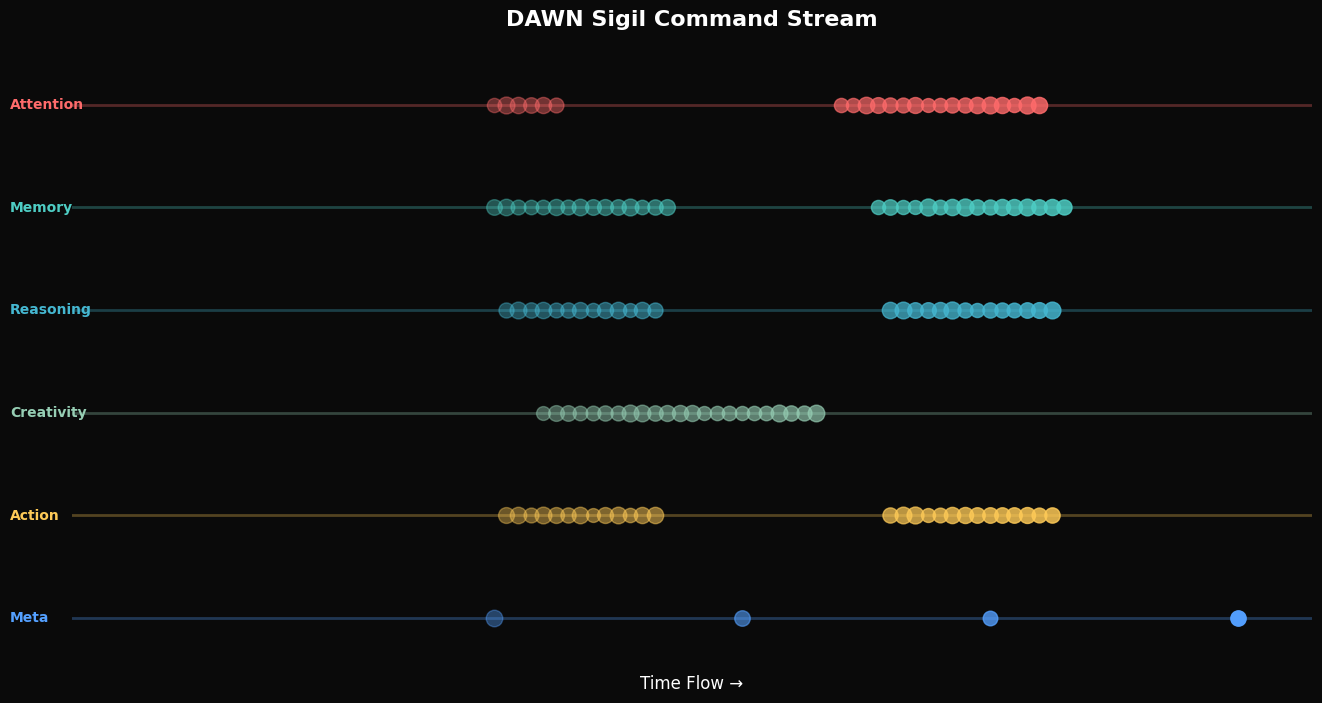 DAWN Sigil Command Stream
Attention
Memory
Reasoning
Creativity
Action
Meta
Time Flow →